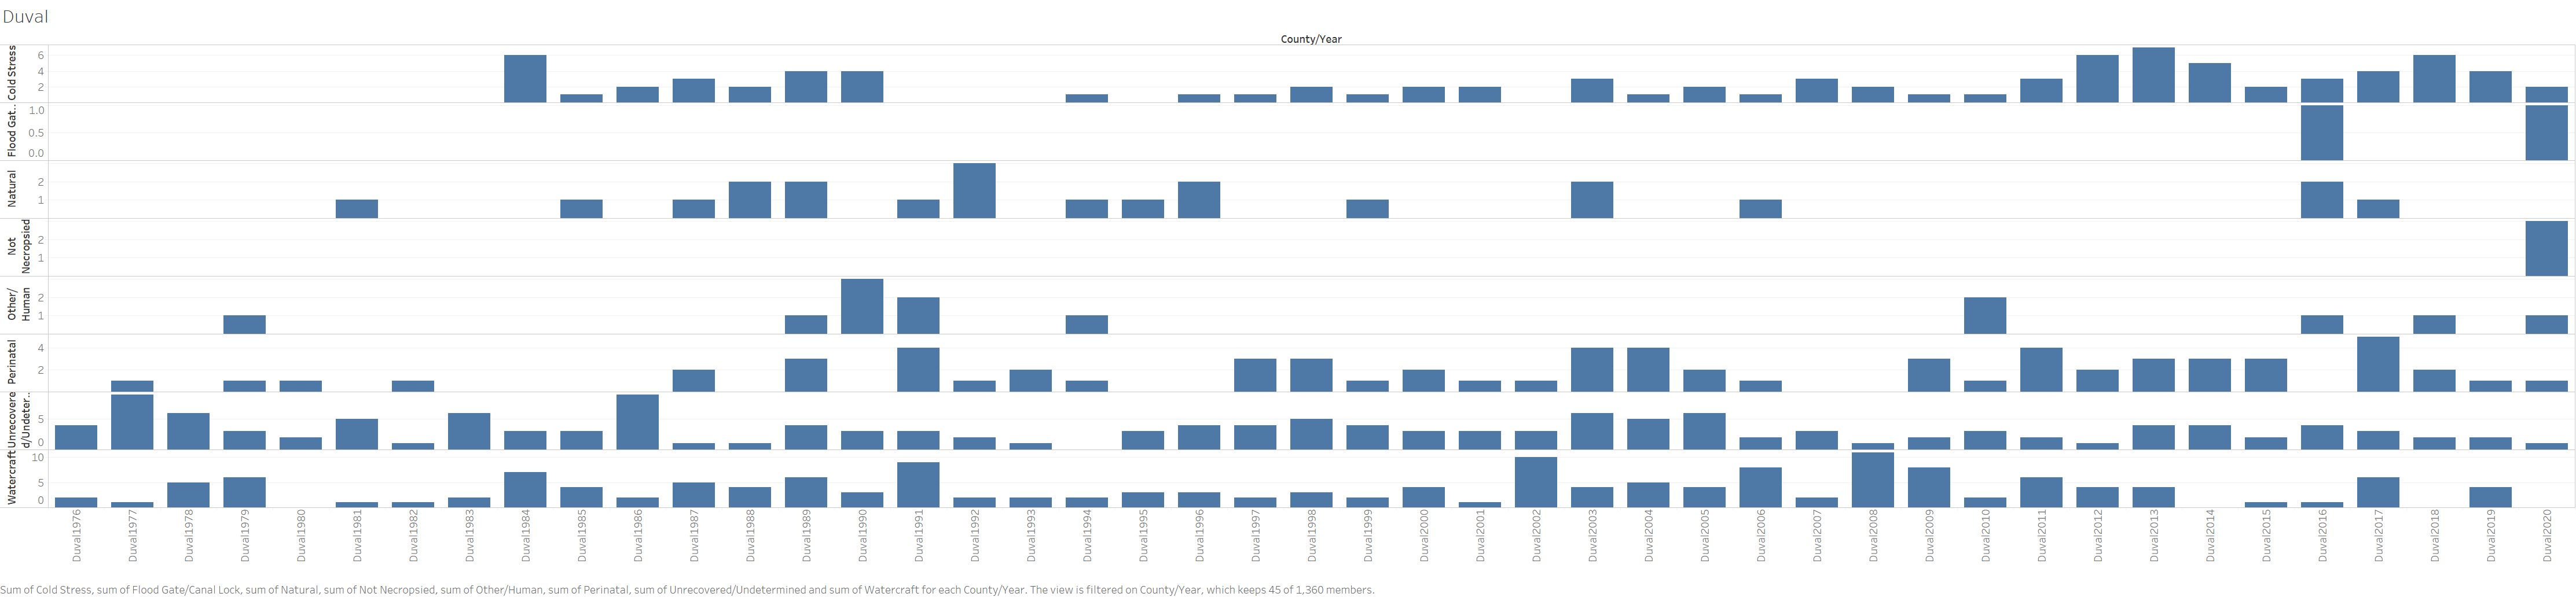 Duval
County/Year
Cold Stress
6
4
2
Flood Gat..
1.0
0.5
0.0
Natural
2
1
Not
Necropsied
2
1
Other/
Human
2
1
Perinatal
4
2
Unrecovere
d/Undeter..
5
0
Watercraft
10
5
0
Duval1976
Duval1977
Duval1978
Duval1979
Duval1980
Duval1981
Duval1982
Duval1983
Duval1984
Duval1985
Duval1986
Duval1987
Duval1988
Duval1989
Duval1990
Duval1991
Duval1992
Duval1993
Duval1994
Duval1995
Duval1996
Duval1997
Duval1998
Duval1999
Duval2000
Duval2001
Duval2002
Duval2003
Duval2004
Duval2005
Duval2006
Duval2007
Duval2008
Duval2009
Duval2010
Duval2011
Duval2012
Duval2013
Duval2014
Duval2015
Duval2016
Duval2017
Duval2018
Duval2019
Duval2020
Sum of Cold Stress, sum of Flood Gate/Canal Lock, sum of Natural, sum of Not Necropsied, sum of Other/Human, sum of Perinatal, sum of Unrecovered/Undetermined and sum of Watercraft for each County/Year. The view is filtered on County/Year, which keeps 45 of 1,360 members.